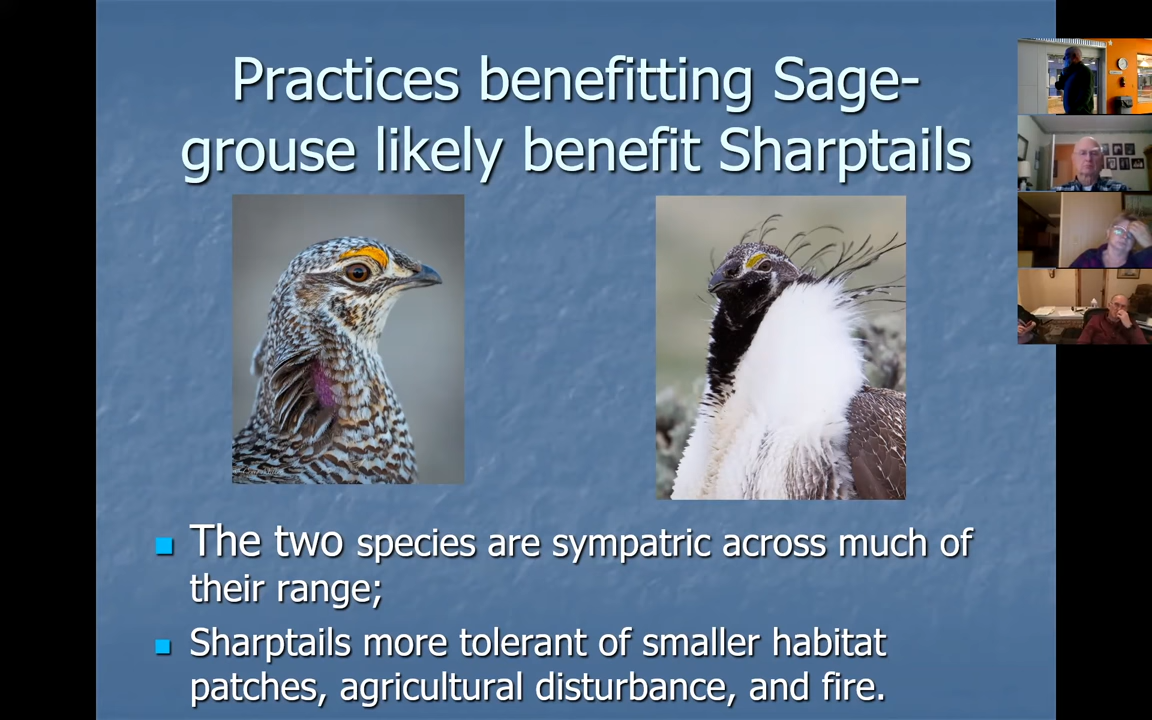 Practices benefitting Sage-
grouse likely benefit Sharptails
The two species are sympatric across much of
their range;
Sharptails more tolerant of smaller habitat
patches, agricultural disturbance, and fire.